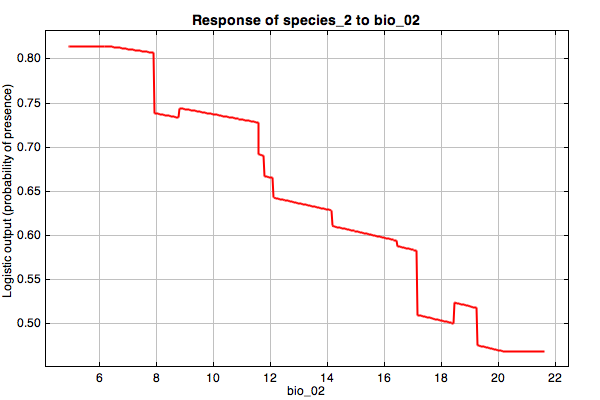 Response of species_2 to bio_02
Logistic output (probability of presence)
0.80
0.75
0.70
0.65
0.60
0.55
0.50
6 8 10 12 14 16 18 20 22
bio_02